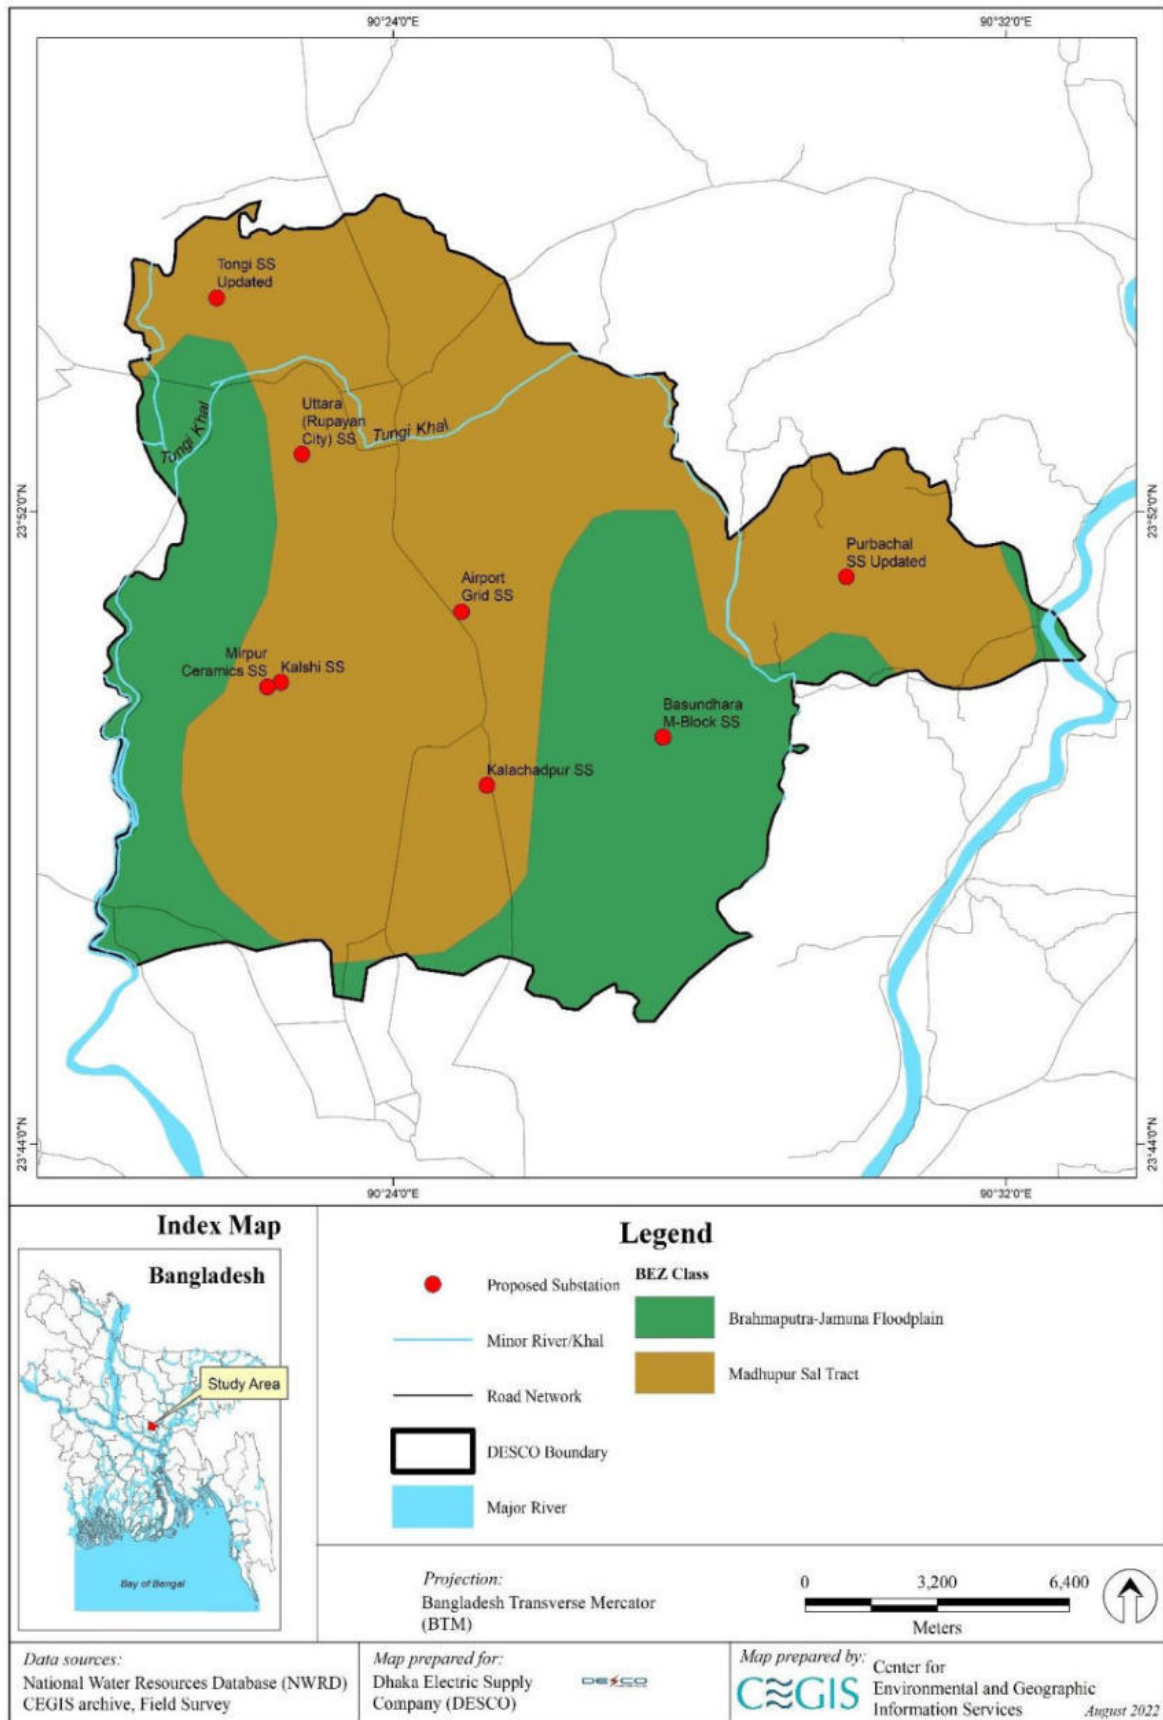 90°24'0"E
90°32'0"E
Tongi SS
Updated
Uttara
(Rupayan
City) SS
Tungi Khal
Tungi Khal
23°52'0"N
23°52'0"N
Purbachal
SS Updated
Airport
Grid SS
Mirpur
Ceramics SS
Kalshi SS
Basundhara
M-Block SS
Kalachadpur SS
23°44'0"N
23°44'0"N
90°24'0"E
90°32'0"E
Index Map
Bangladesh
Study Area
Bay of Bengal
Legend
Proposed Substation
Minor River/Khal
Road Network
DESCO Boundary
Major River
BEZ Class
Brahmaputra-Jamuna Floodplain
Madhupur Sal Tract
Projection:
Bangladesh Transverse Mercator
(BTM)
0 3,200 6,400
Meters
Data sources:
National Water Resources Database (NWRD)
CEGIS archive, Field Survey
Map prepared for:
Dhaka Electric Supply
Company (DESCO)
DESCO
Map prepared by:
CEGIS
Center for
Environmental and Geographic
Information Services
August 2022